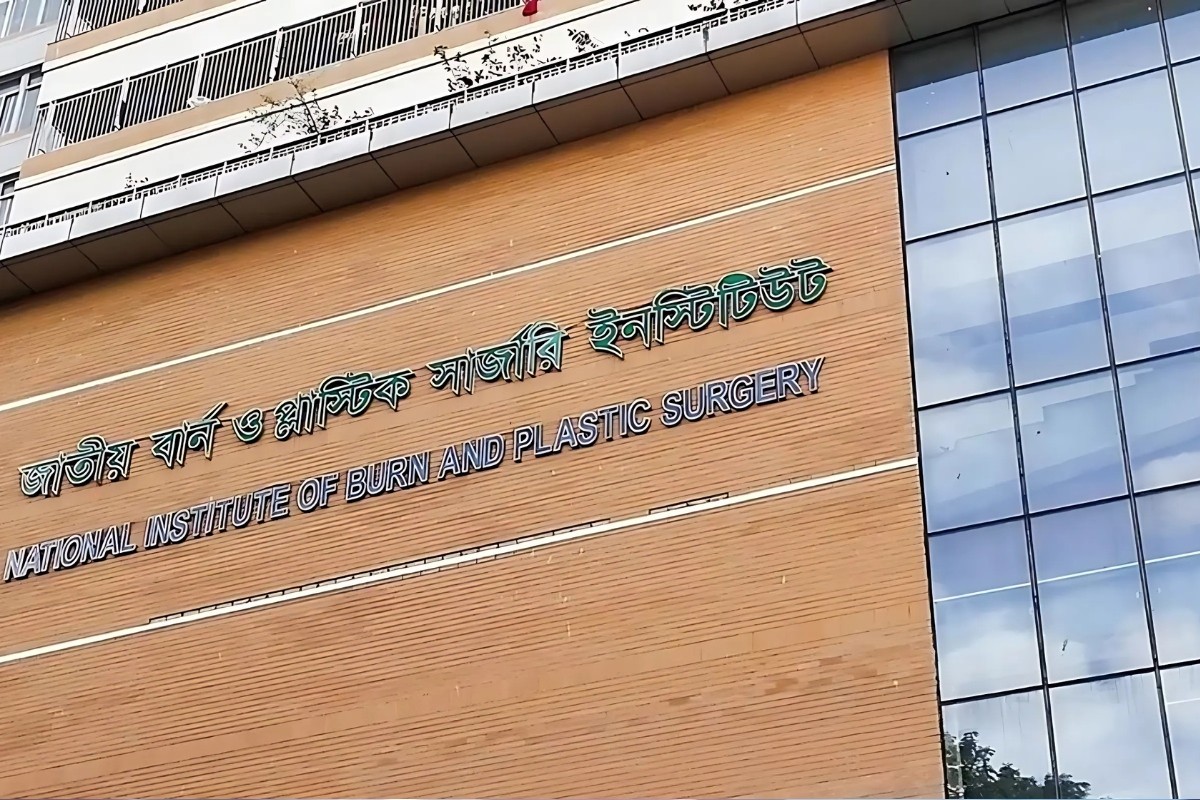 জাতীয় বার্ন ও প্লাস্টিক সার্জারি ইনস্টিটিউট
NATIONAL INSTITUTE OF BURN AND PLASTIC SURGERY